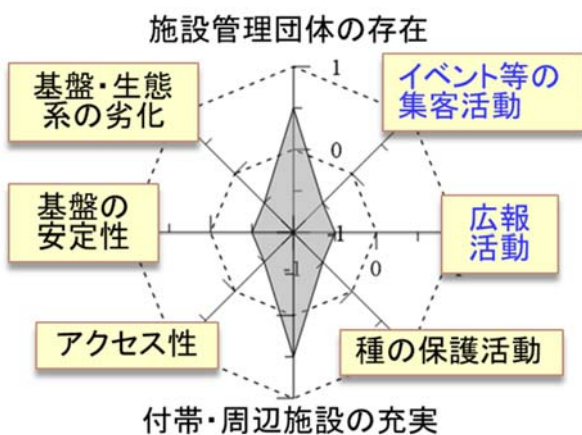 施設管理団体の存在
1
基盤・生態
系の劣化
イベント等の
集客活動
0
基盤の
安定性
-1
広報
活動
-1
0
アクセス性
種の保護活動
付帯・周辺施設の充実